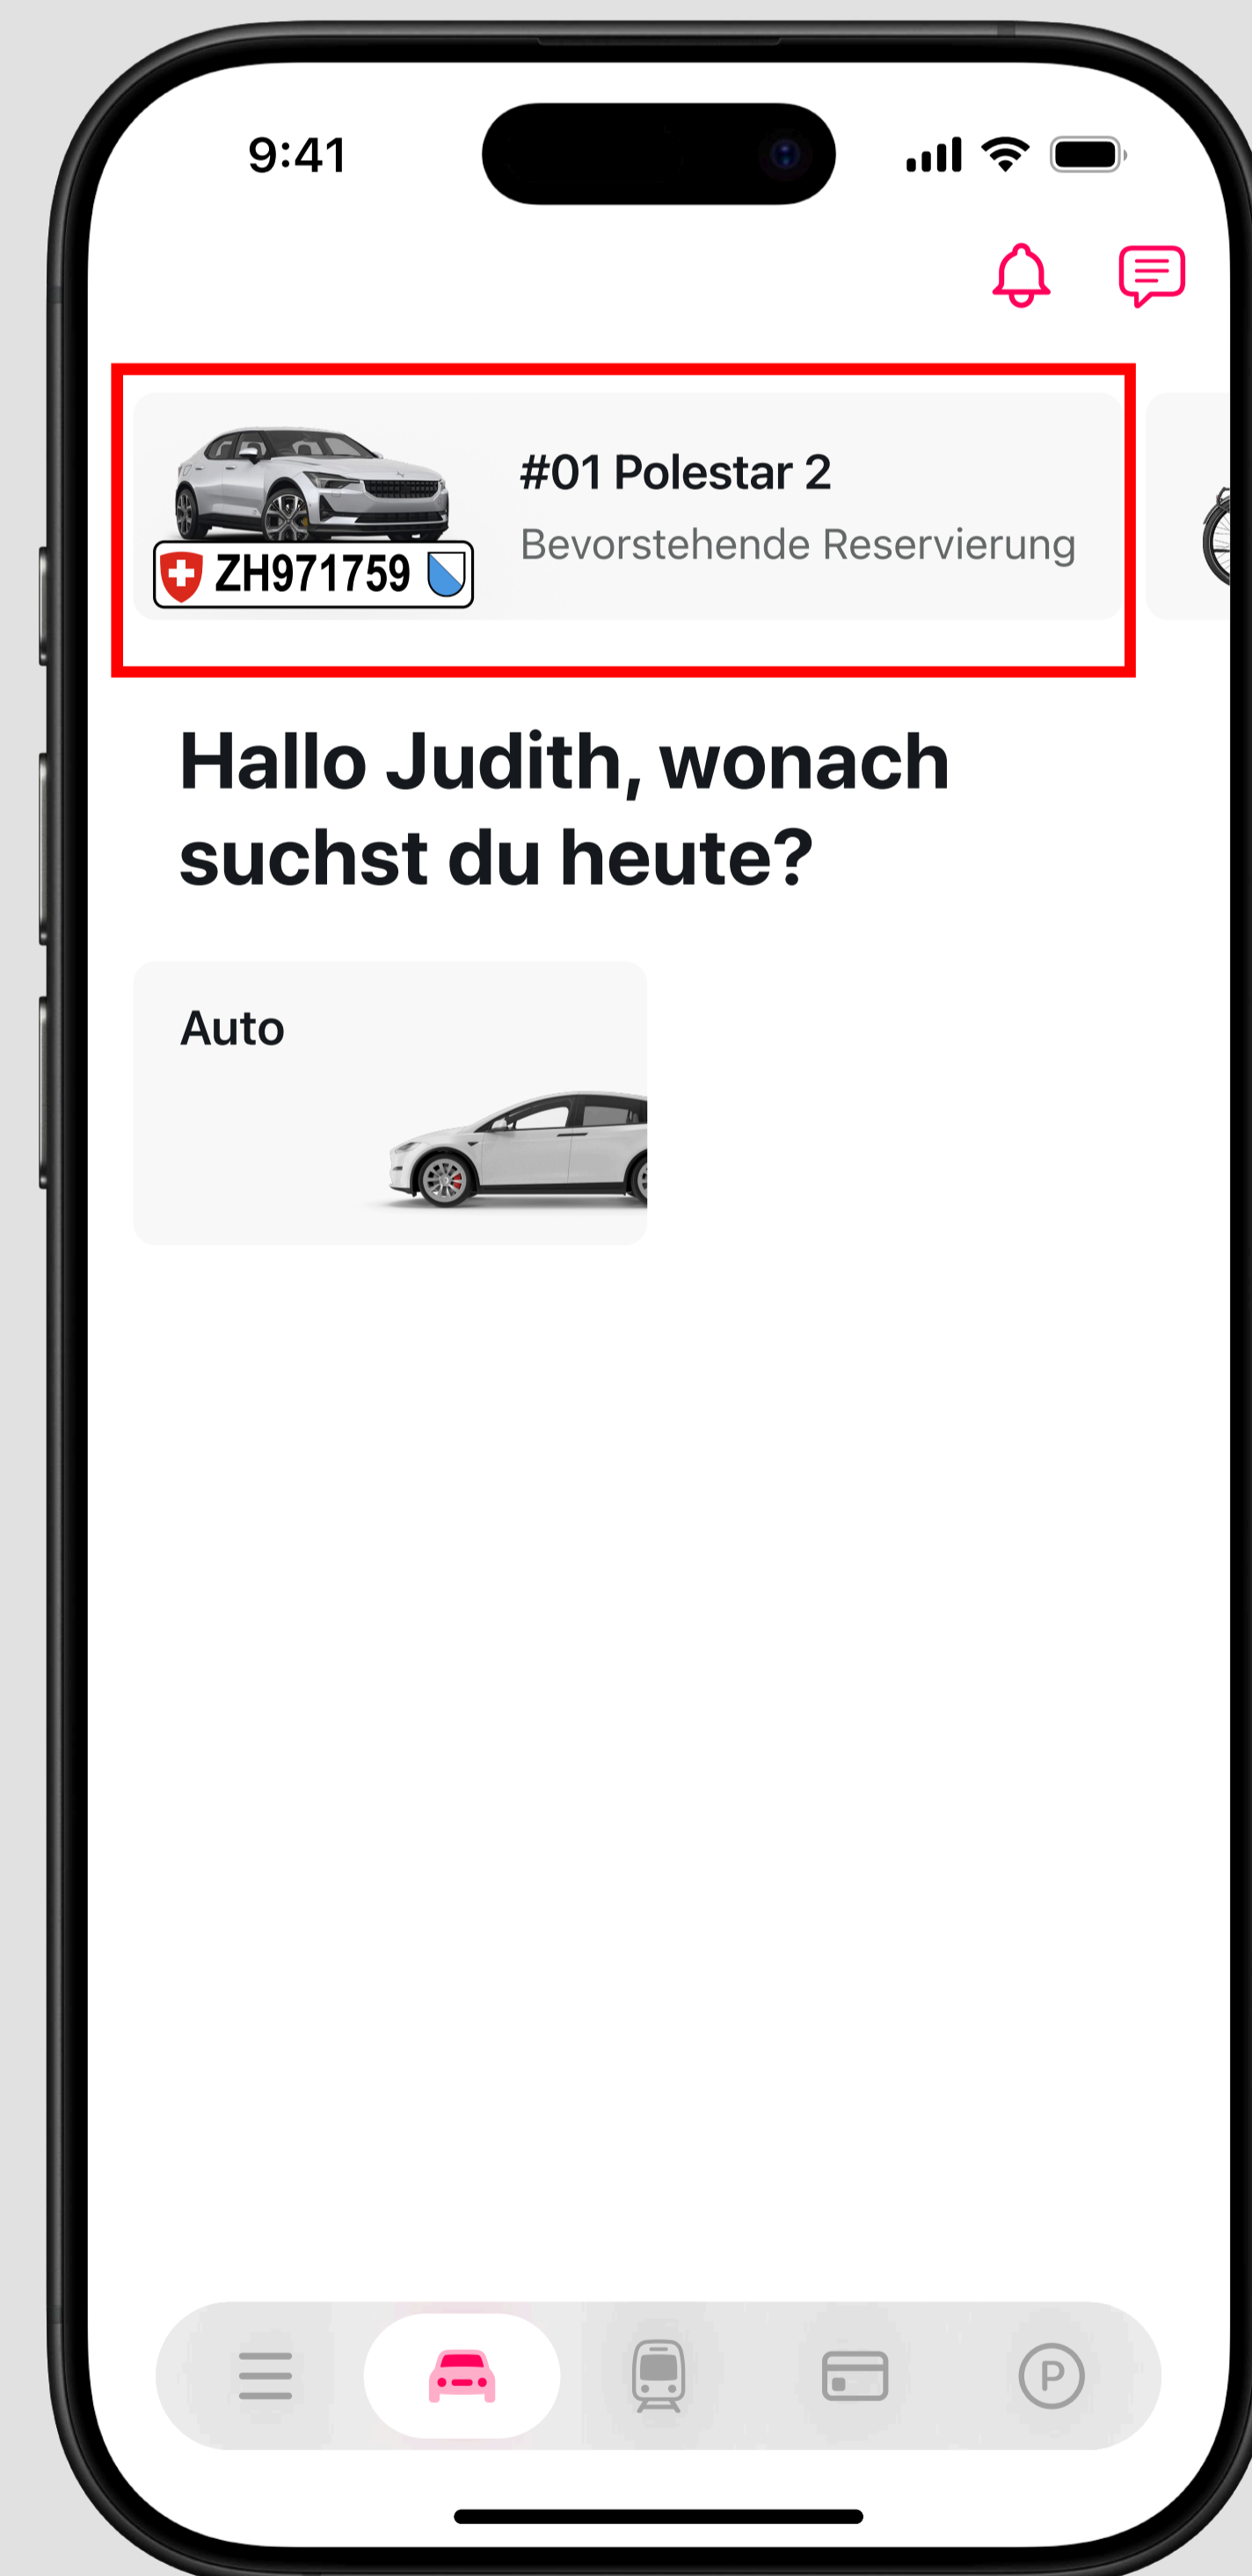 9:41
#01 Polestar 2
Bevorstehende Reservierung
ZH971759
Hallo Judith, wonach
suchst du heute?
Auto
P